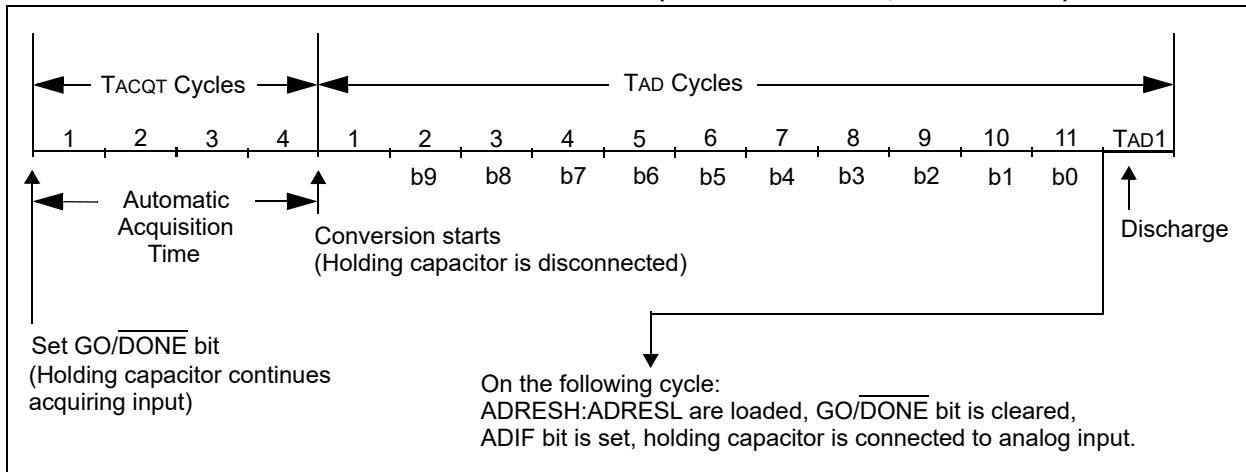 TACQT Cycles TAD Cycles
1 2 3 4 1 2 3 4 5 6 7 8 9 10 11 TAD1
b9 b8 b7 b6 b5 b4 b3 b2 b1 b0
Automatic
Acquisition
Time
Conversion starts
(Holding capacitor is disconnected)
Discharge
Set GO/DONE bit
(Holding capacitor continues
acquiring input)
On the following cycle:
ADRESH:ADRESL are loaded, GO/DONE bit is cleared,
ADIF bit is set, holding capacitor is connected to analog input.